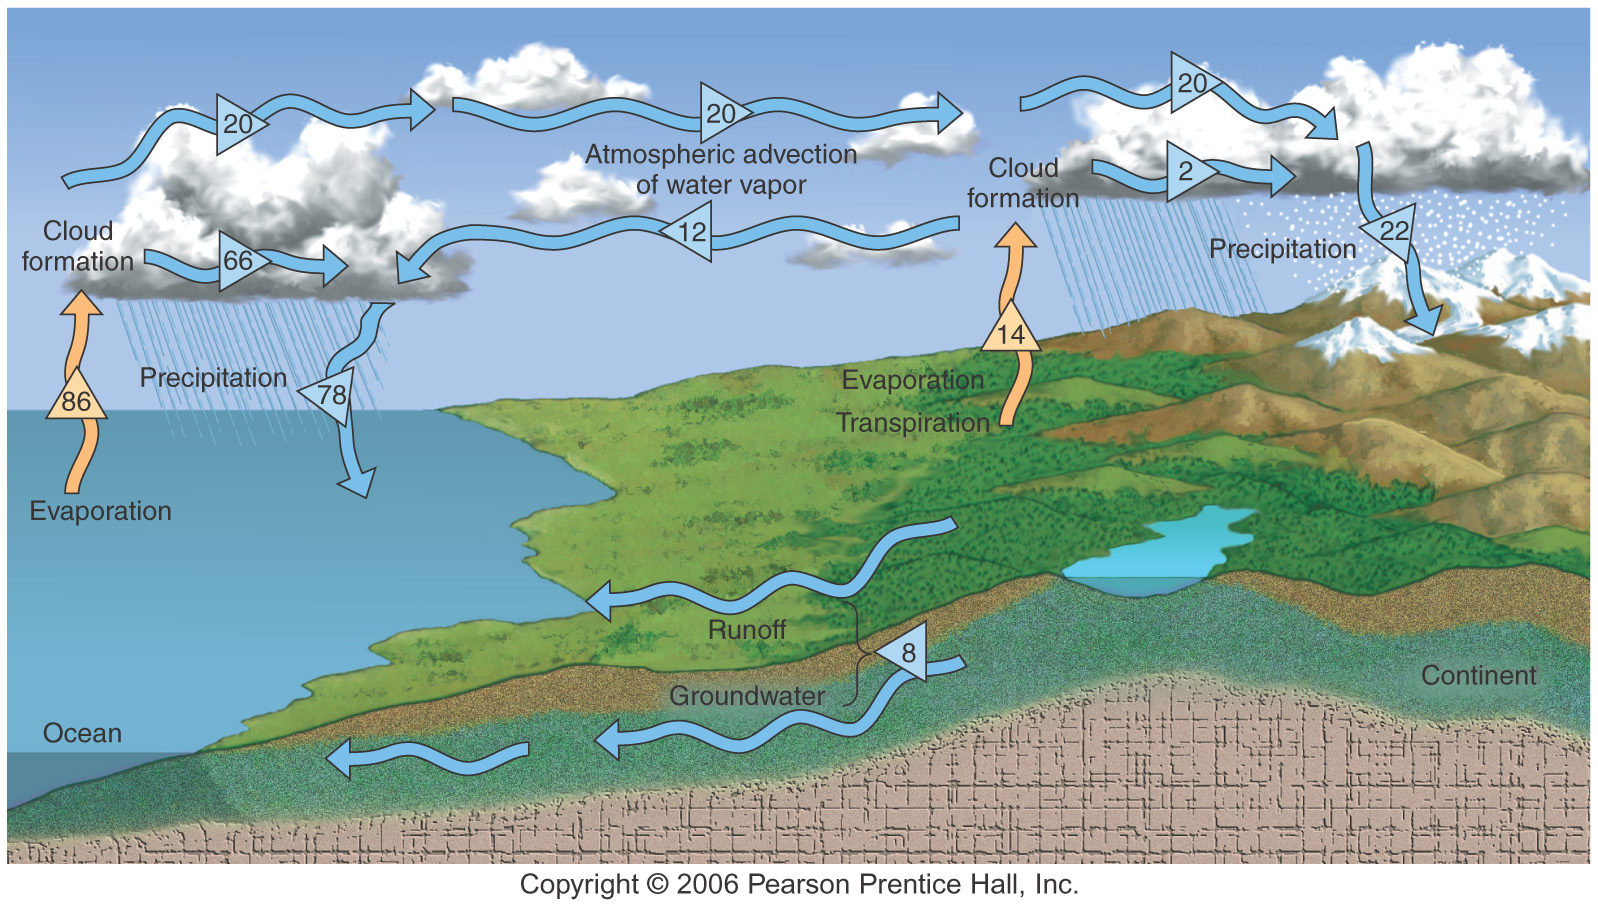 20
20
Atmospheric advection
of water vapor
20
Cloud
formation
2
Cloud
formation
66
12
Precipitation
22
86
Evaporation
Precipitation
78
14
Evaporation
Transpiration
Runoff
8
Groundwater
Ocean
Continent
Copyright © 2006 Pearson Prentice Hall, Inc.